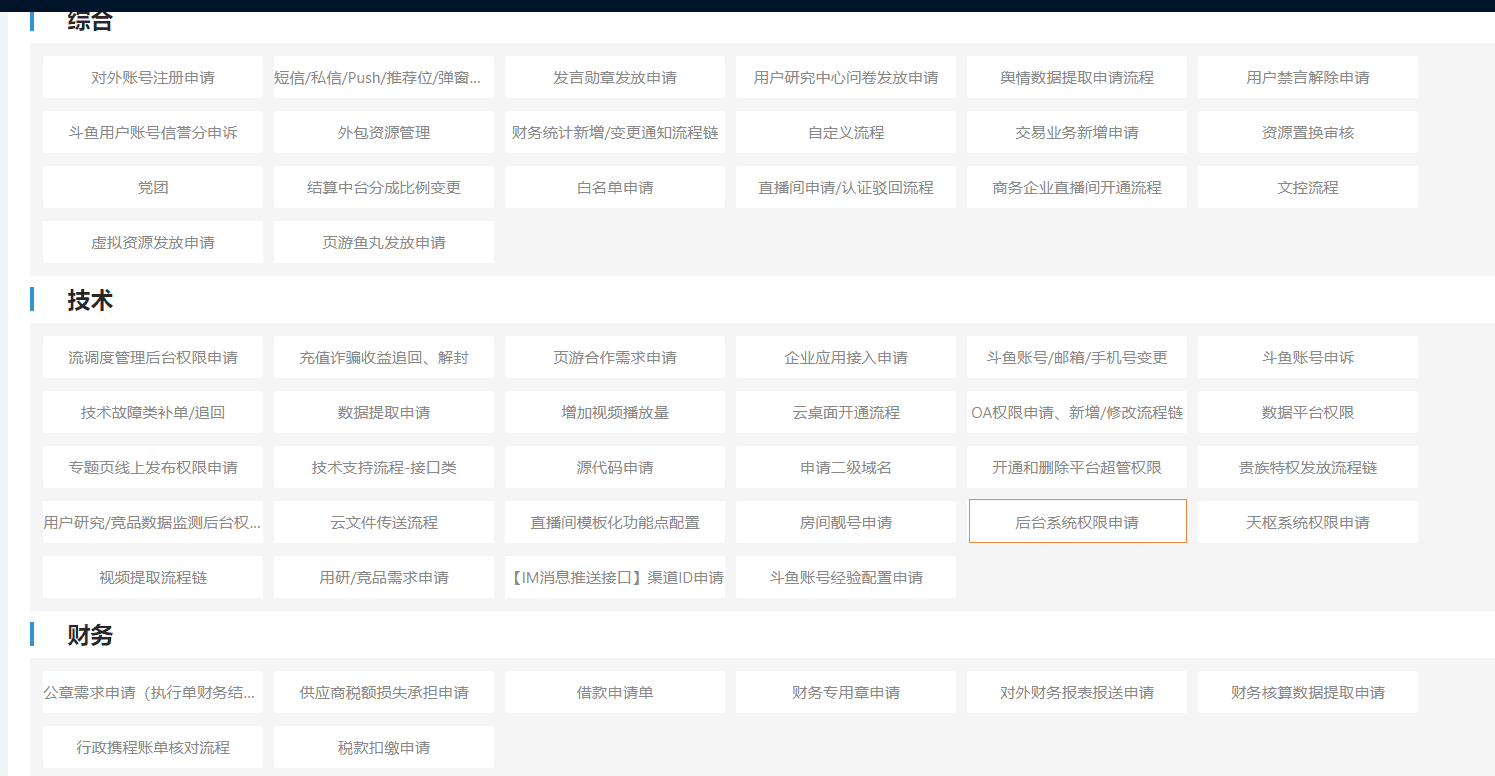 综合
对外账号注册申请
短信/私信/Push/推荐位/弹窗...
发言勋章发放申请
用户研究中心问卷发放申请
舆情数据提取申请流程
用户禁言解除申请
斗鱼用户账号信誉分申诉
外包资源管理
财务统计新增/变更通知流程链
自定义流程
交易业务新增申请
资源置换审核
党团
结算中台分成比例变更
白名单申请
直播间申请/认证驳回流程
商务企业直播间开通流程
文控流程
虚拟资源发放申请
页游鱼丸发放申请
技术
流调度管理后台权限申请
充值诈骗收益追回、解封
页游合作需求申请
企业应用接入申请
斗鱼账号/邮箱/手机号变更
斗鱼账号申诉
技术故障类补单/追回
数据提取申请
增加视频播放量
云桌面开通流程
OA权限申请、新增/修改流程链
数据平台权限
专题页线上发布权限申请
技术支持流程-接口类
源代码申请
申请二级域名
开通和删除平台超管权限
贵族特权发放流程链
用户研究/竞品数据监测后台权...
云文件传送流程
直播间模板化功能点配置
房间靓号申请
后台系统权限申请
天枢系统权限申请
视频提取流程链
用研/竞品需求申请
【IM消息推送接口】渠道ID申请
斗鱼账号经验配置申请
财务
公章需求申请（执行单财务结...
供应商税额损失承担申请
借款申请单
财务专用章申请
对外财务报表报送申请
财务核算数据提取申请
行政携程账单核对流程
税款扣缴申请